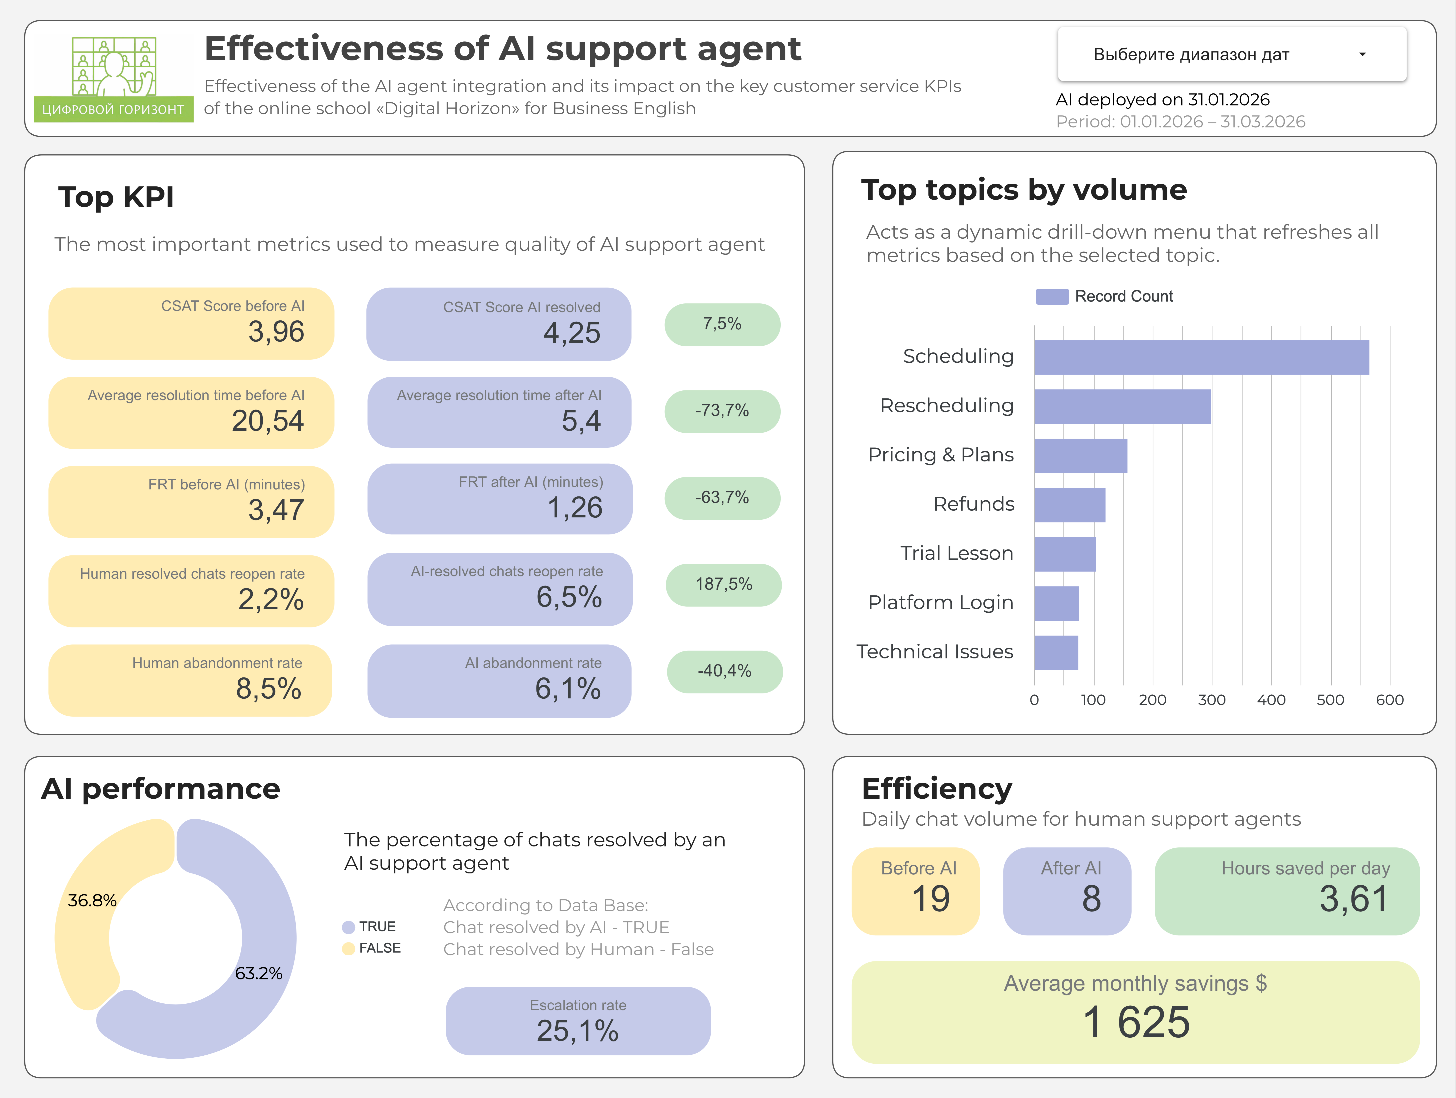 Effectiveness of AI support agent
Effectiveness of the AI agent integration and its impact on the key customer service KPIs
of the online school «Digital Horizon» for Business English
ЦИФРОВОЙ ГОРИЗОНТ
Выберите диапазон дат
AI deployed on 31.01.2026
Period: 01.01.2026 – 31.03.2026
Top KPI
The most important metrics used to measure quality of AI support agent
CSAT Score before AI
3,96
CSAT Score AI resolved
4,25
7,5%
Average resolution time before AI
20,54
Average resolution time after AI
5,4
-73,7%
FRT before AI (minutes)
3,47
FRT after AI (minutes)
1,26
-63,7%
Human resolved chats reopen rate
2,2%
AI-resolved chats reopen rate
6,5%
187,5%
Human abandonment rate
8,5%
AI abandonment rate
6,1%
-40,4%
Top topics by volume
Acts as a dynamic drill-down menu that refreshes all
metrics based on the selected topic.
Record Count
Scheduling
Rescheduling
Pricing & Plans
Refunds
Trial Lesson
Platform Login
Technical Issues
0 100 200 300 400 500 600
AI performance
36.8%
63.2%
The percentage of chats resolved by an
AI support agent
TRUE
FALSE
According to Data Base:
Chat resolved by AI - TRUE
Chat resolved by Human - False
Escalation rate
25,1%
Efficiency
Daily chat volume for human support agents
Before AI
19
After AI
8
Hours saved per day
3,61
Average monthly savings $
1 625